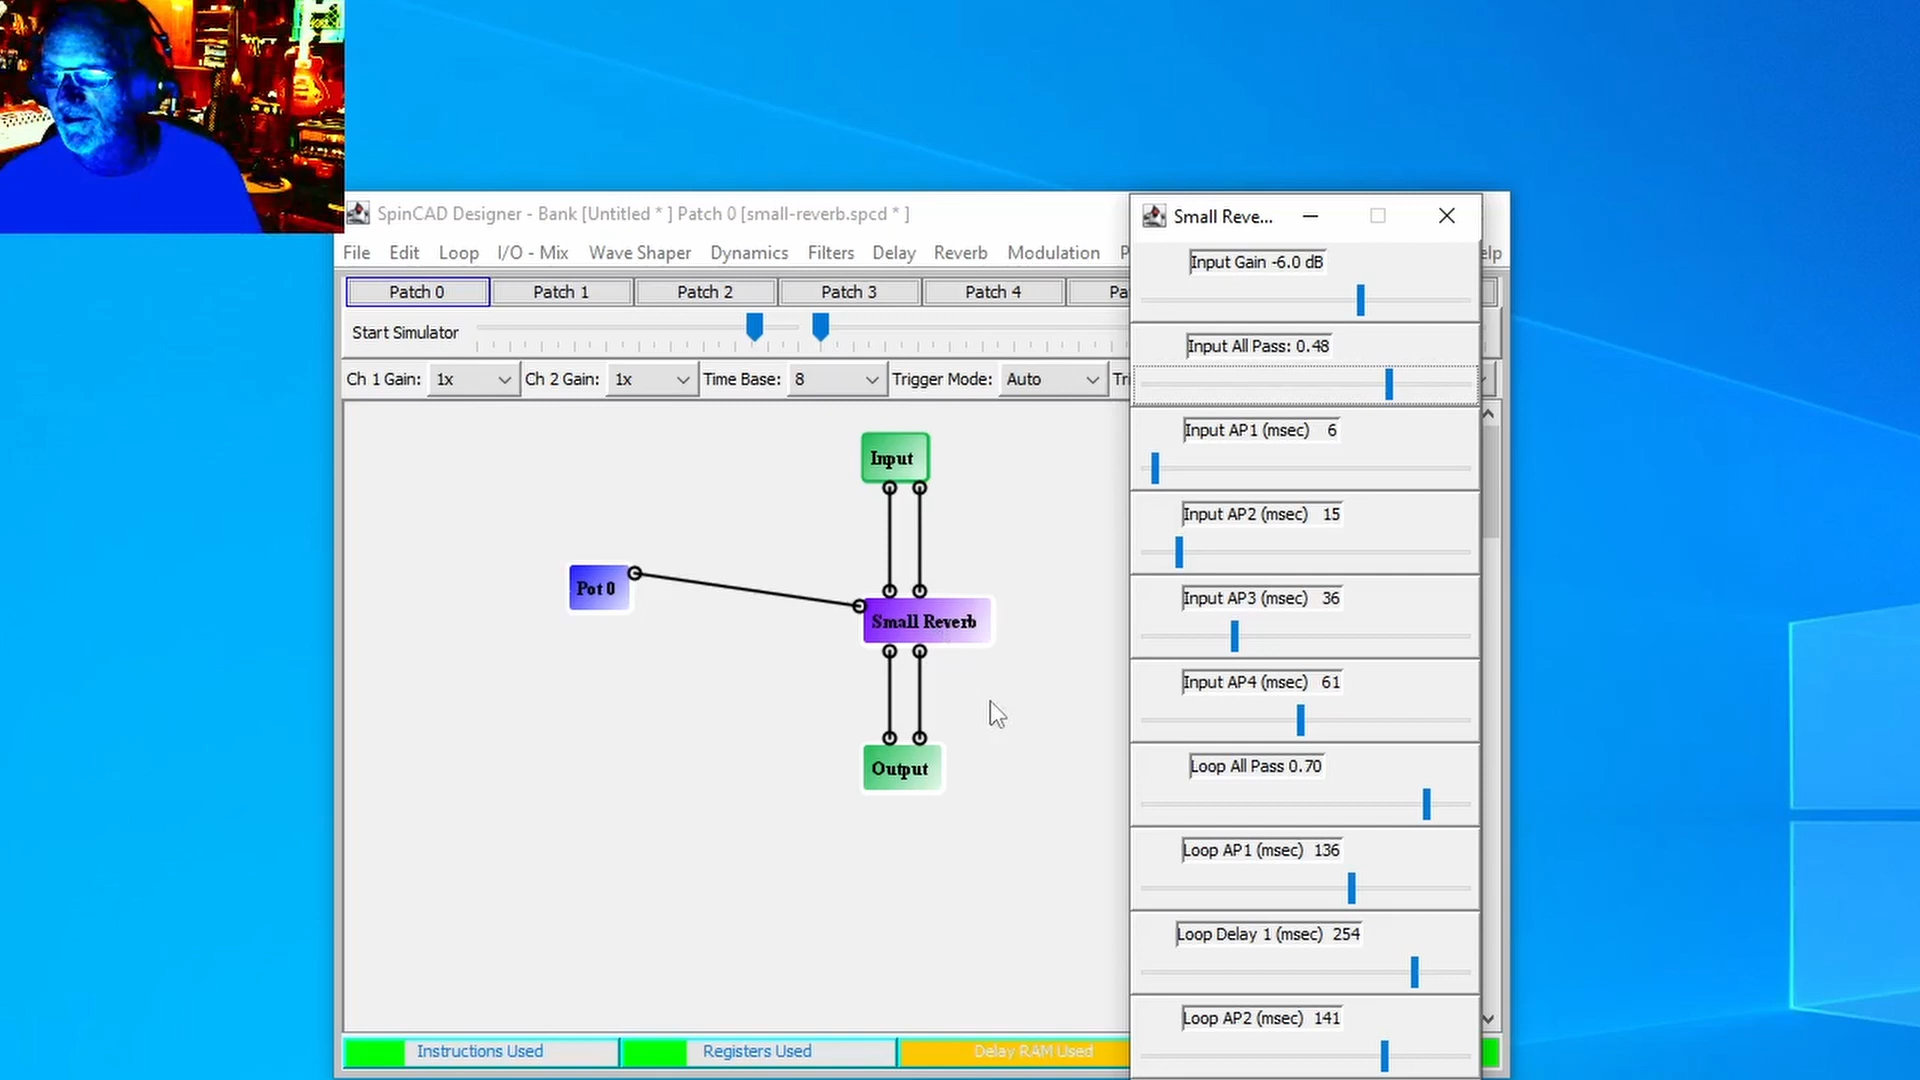 SpinCAD Designer - Bank [Untitled * ] Patch 0 [small-reverb.spcd * ]
File Edit Loop I/O - Mix Wave Shaper Dynamics Filters Delay Reverb Modulation P
elp
Patch 0 Patch 1 Patch 2 Patch 3 Patch 4 Pa
Start Simulator
Ch 1 Gain: 1x Ch 2 Gain: 1x Time Base: 8 Trigger Mode: Auto Tri
Input
Pot 0
Small Reverb
Output
Instructions Used Registers Used Delay RAM Used
Small Reve...
Input Gain -6.0 dB
Input All Pass: 0.48
Input AP1 (msec) 6
Input AP2 (msec) 15
Input AP3 (msec) 36
Input AP4 (msec) 61
Loop All Pass 0.70
Loop AP1 (msec) 136
Loop Delay 1 (msec) 254
Loop AP2 (msec) 141